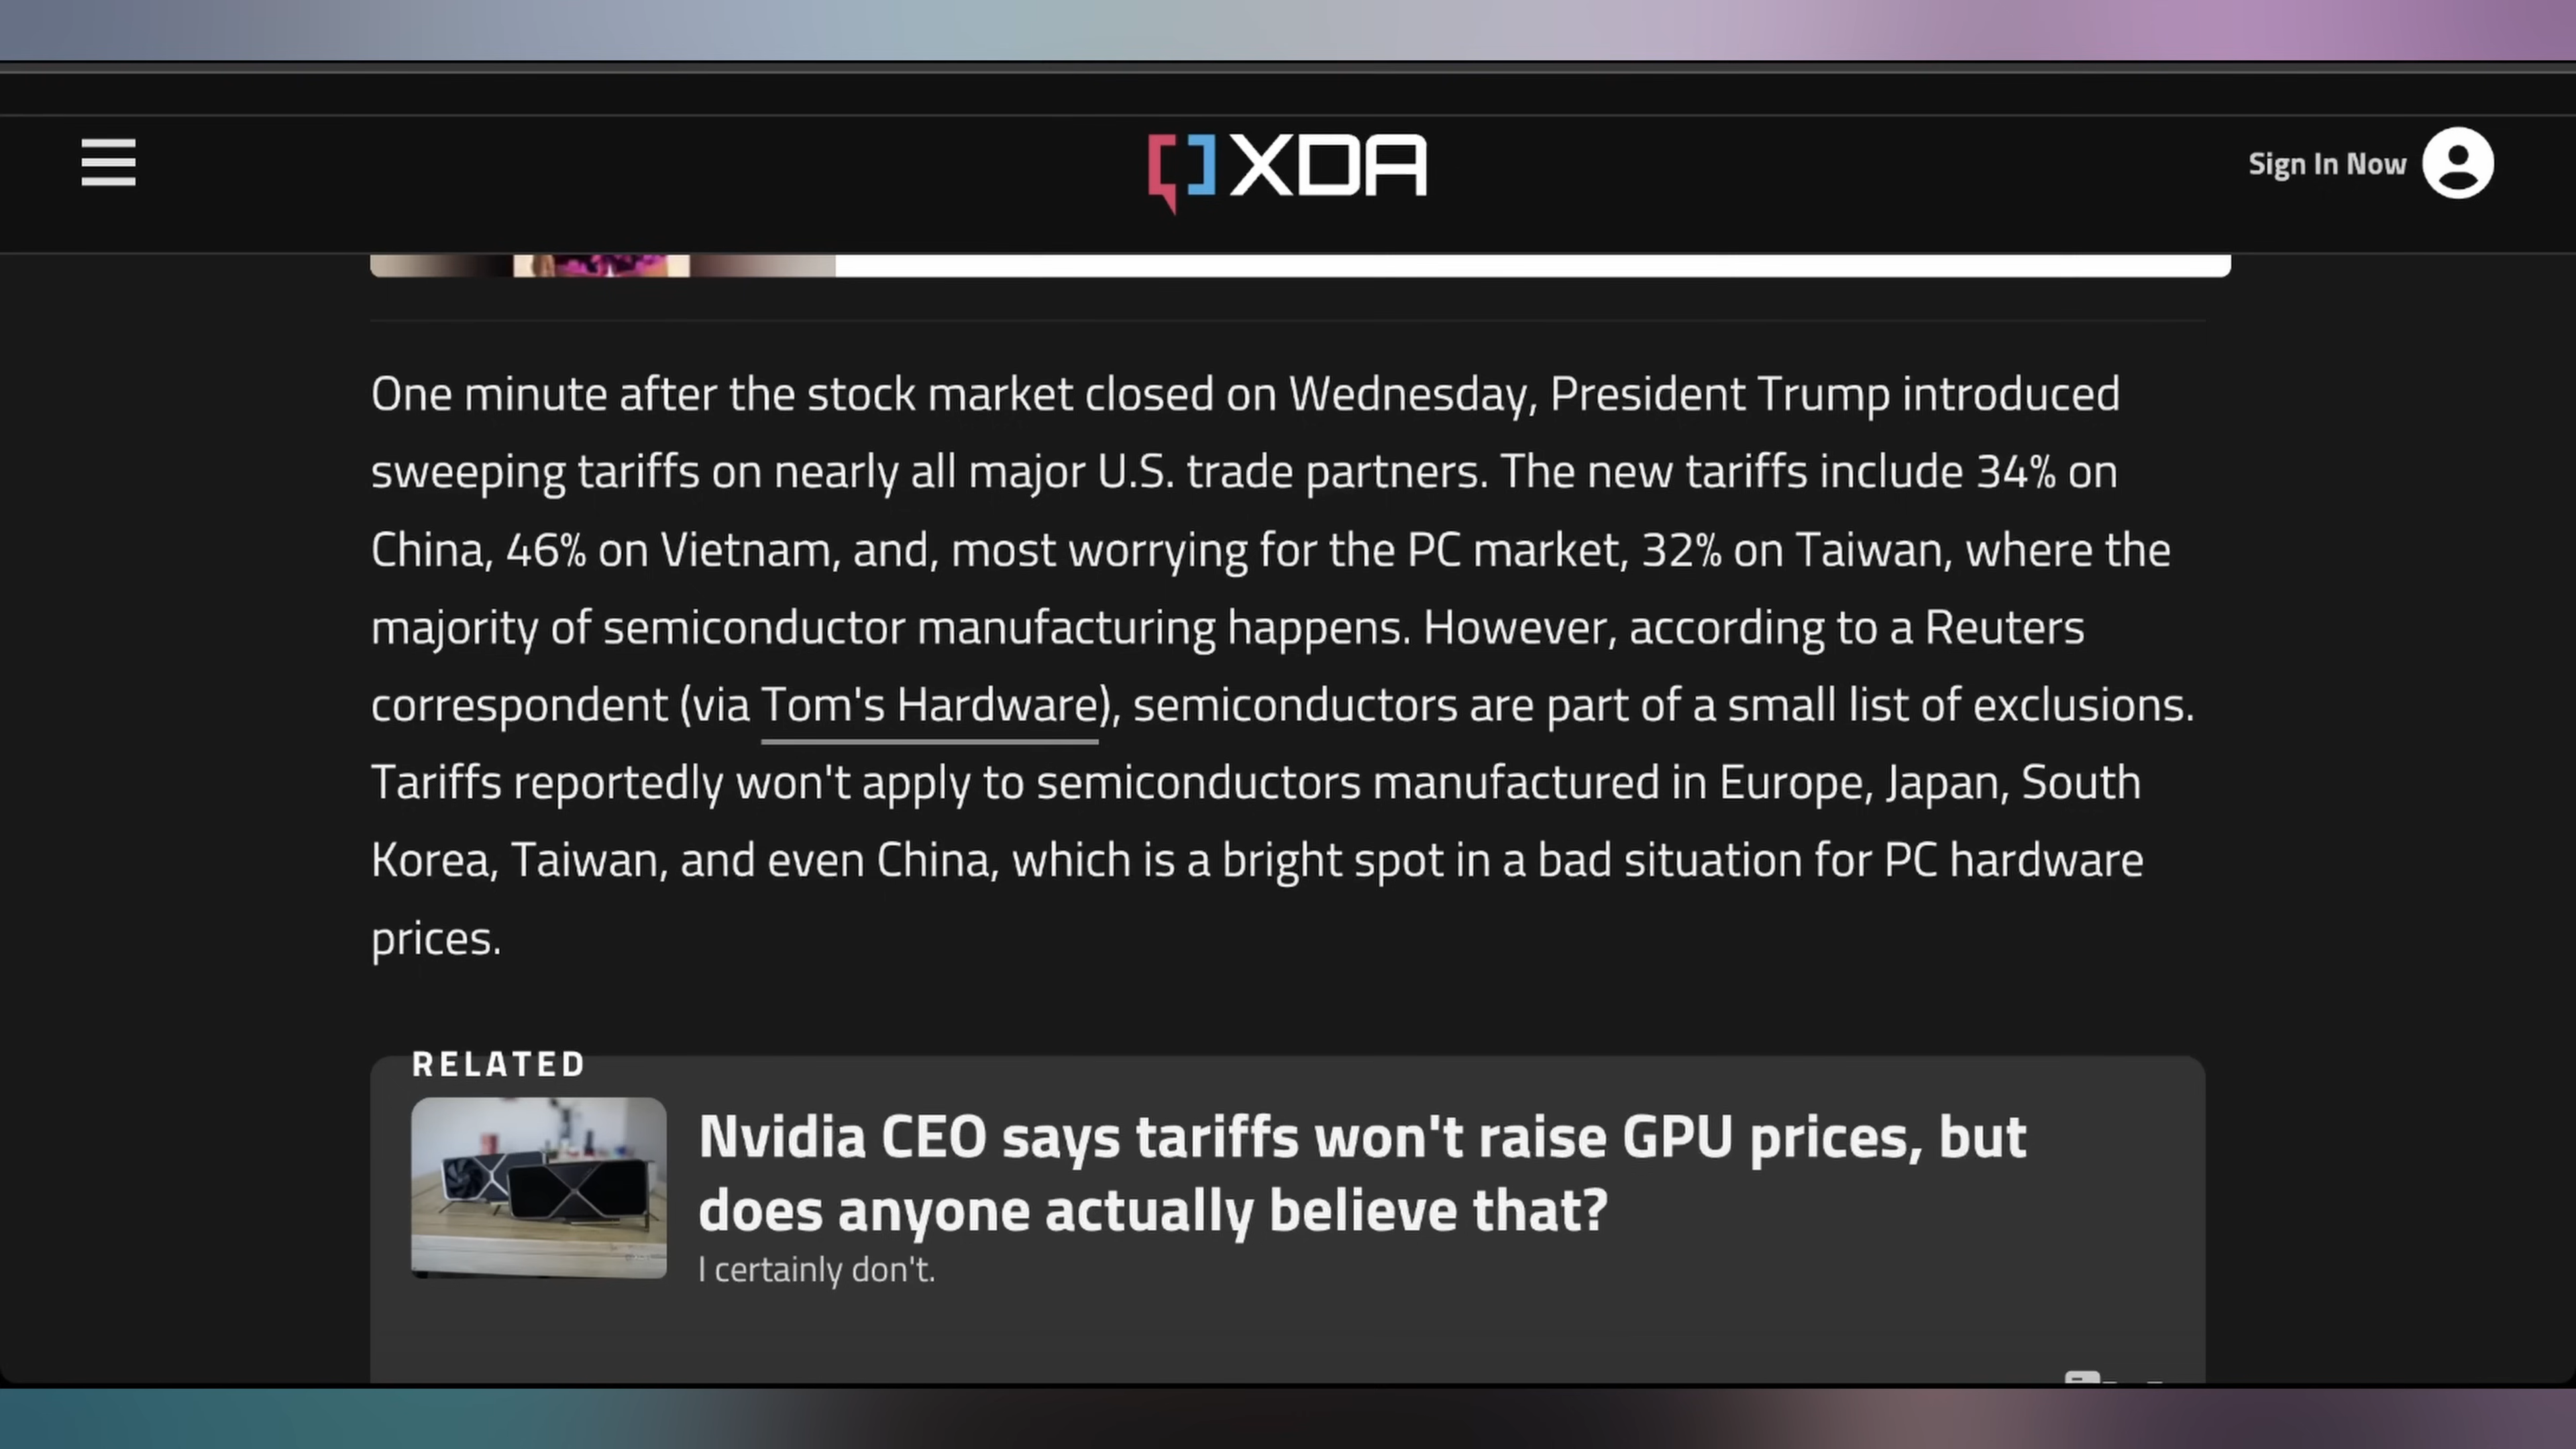 XDA
Sign In Now
One minute after the stock market closed on Wednesday, President Trump introduced
sweeping tariffs on nearly all major U.S. trade partners. The new tariffs include 34% on
China, 46% on Vietnam, and, most worrying for the PC market, 32% on Taiwan, where the
majority of semiconductor manufacturing happens. However, according to a Reuters
correspondent (via Tom's Hardware), semiconductors are part of a small list of exclusions.
Tariffs reportedly won't apply to semiconductors manufactured in Europe, Japan, South
Korea, Taiwan, and even China, which is a bright spot in a bad situation for PC hardware
prices.
RELATED
Nvidia CEO says tariffs won't raise GPU prices, but
does anyone actually believe that?
I certainly don't.